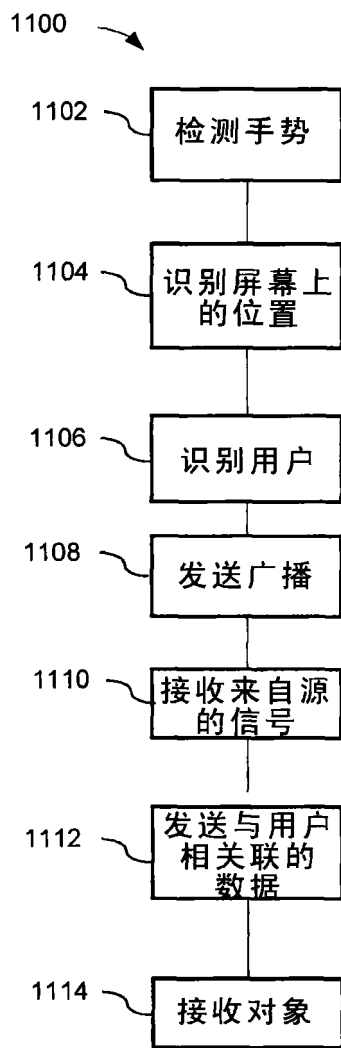 1100
1102
检测手势
1104
识别屏幕上
的位置
1106
识别用户
1108
发送广播
1110
接收来自源
的信号
1112
发送与用户
相关联的
数据
1114
接收对象